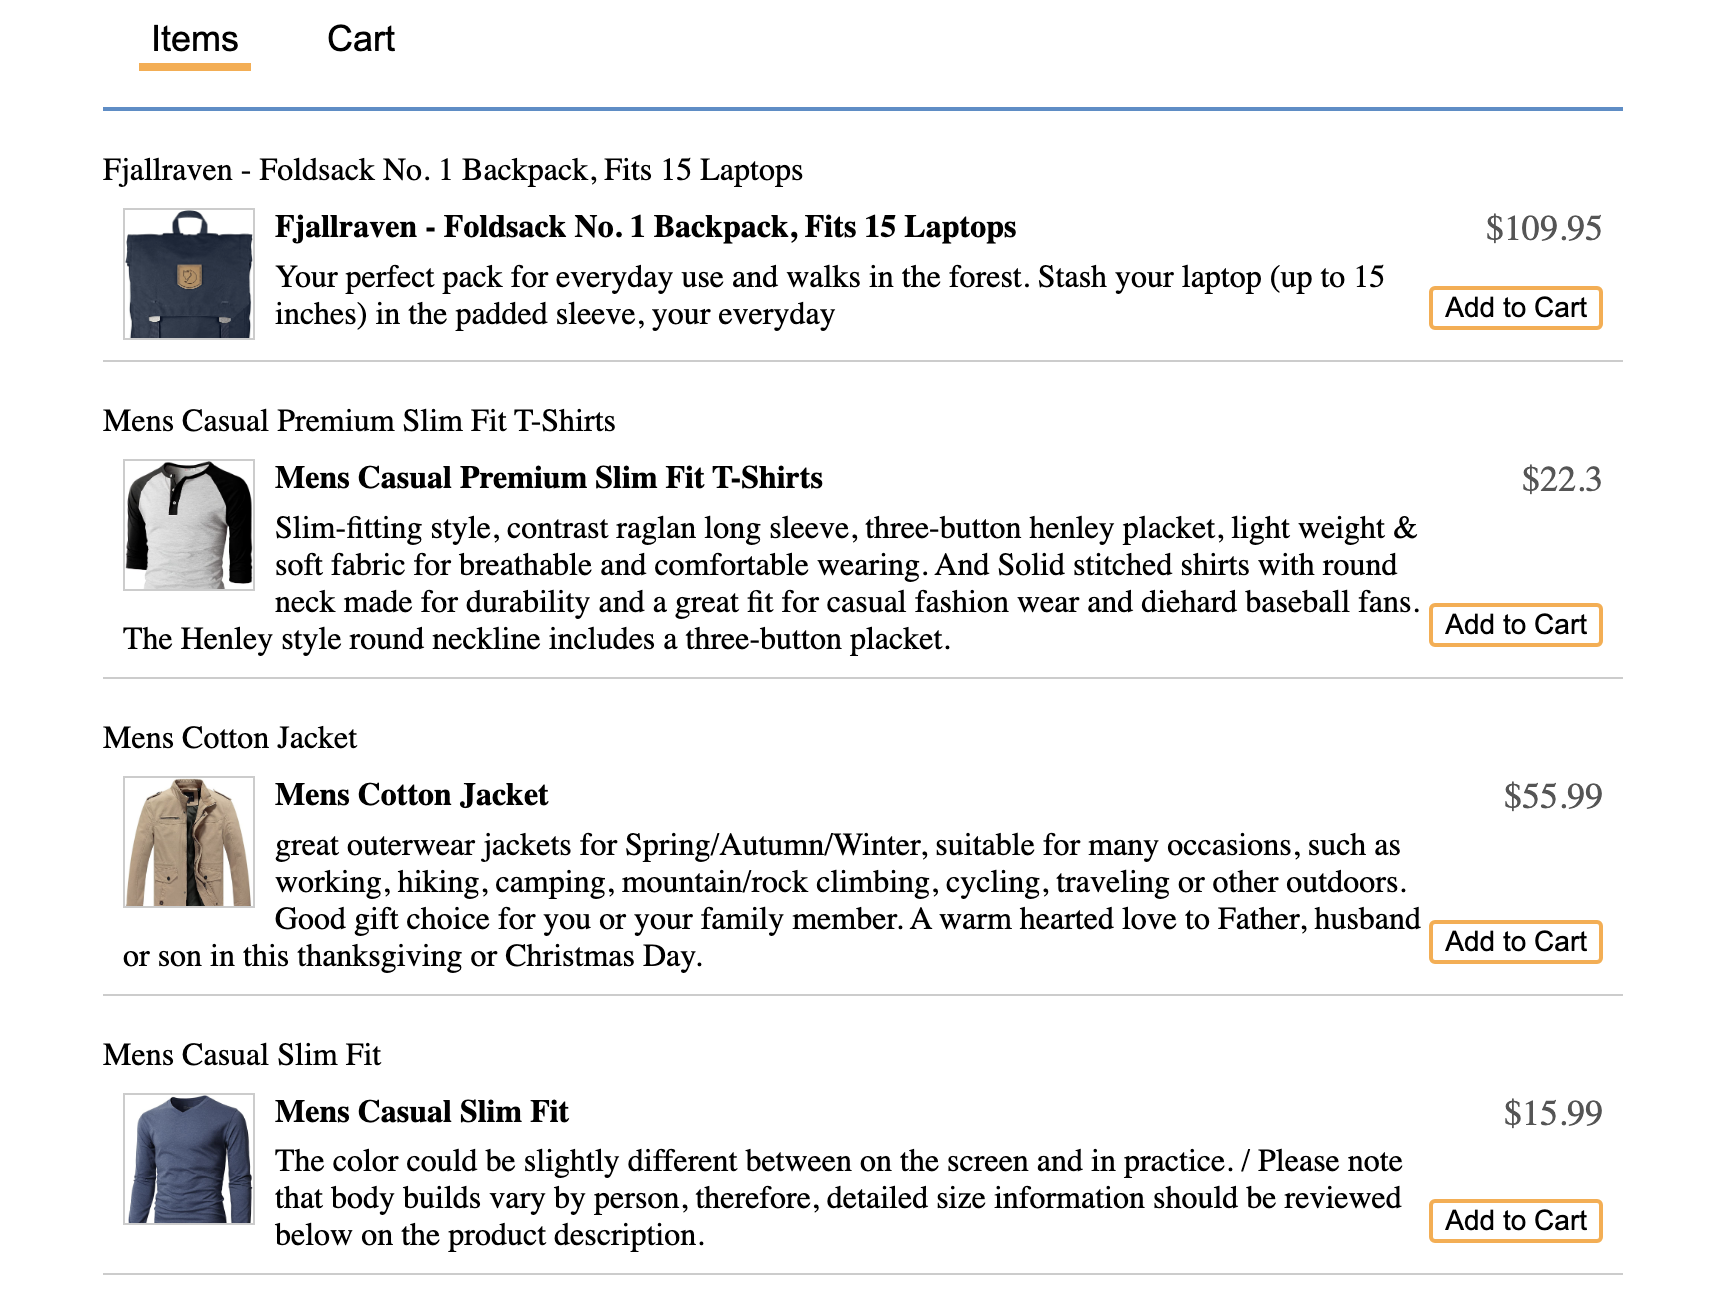 Items Cart
Fjallraven - Foldsack No. 1 Backpack, Fits 15 Laptops
Fjallraven - Foldsack No. 1 Backpack, Fits 15 Laptops
$109.95
Your perfect pack for everyday use and walks in the forest. Stash your laptop (up to 15
inches) in the padded sleeve, your everyday
Add to Cart
Mens Casual Premium Slim Fit T-Shirts
Mens Casual Premium Slim Fit T-Shirts
$22.3
Slim-fitting style, contrast raglan long sleeve, three-button henley placket, light weight &
soft fabric for breathable and comfortable wearing. And Solid stitched shirts with round
neck made for durability and a great fit for casual fashion wear and diehard baseball fans.
The Henley style round neckline includes a three-button placket.
Add to Cart
Mens Cotton Jacket
Mens Cotton Jacket
$55.99
great outerwear jackets for Spring/Autumn/Winter, suitable for many occasions, such as
working, hiking, camping, mountain/rock climbing, cycling, traveling or other outdoors.
Good gift choice for you or your family member. A warm hearted love to Father, husband
or son in this thanksgiving or Christmas Day.
Add to Cart
Mens Casual Slim Fit
Mens Casual Slim Fit
$15.99
The color could be slightly different between on the screen and in practice. / Please note
that body builds vary by person, therefore, detailed size information should be reviewed
below on the product description.
Add to Cart